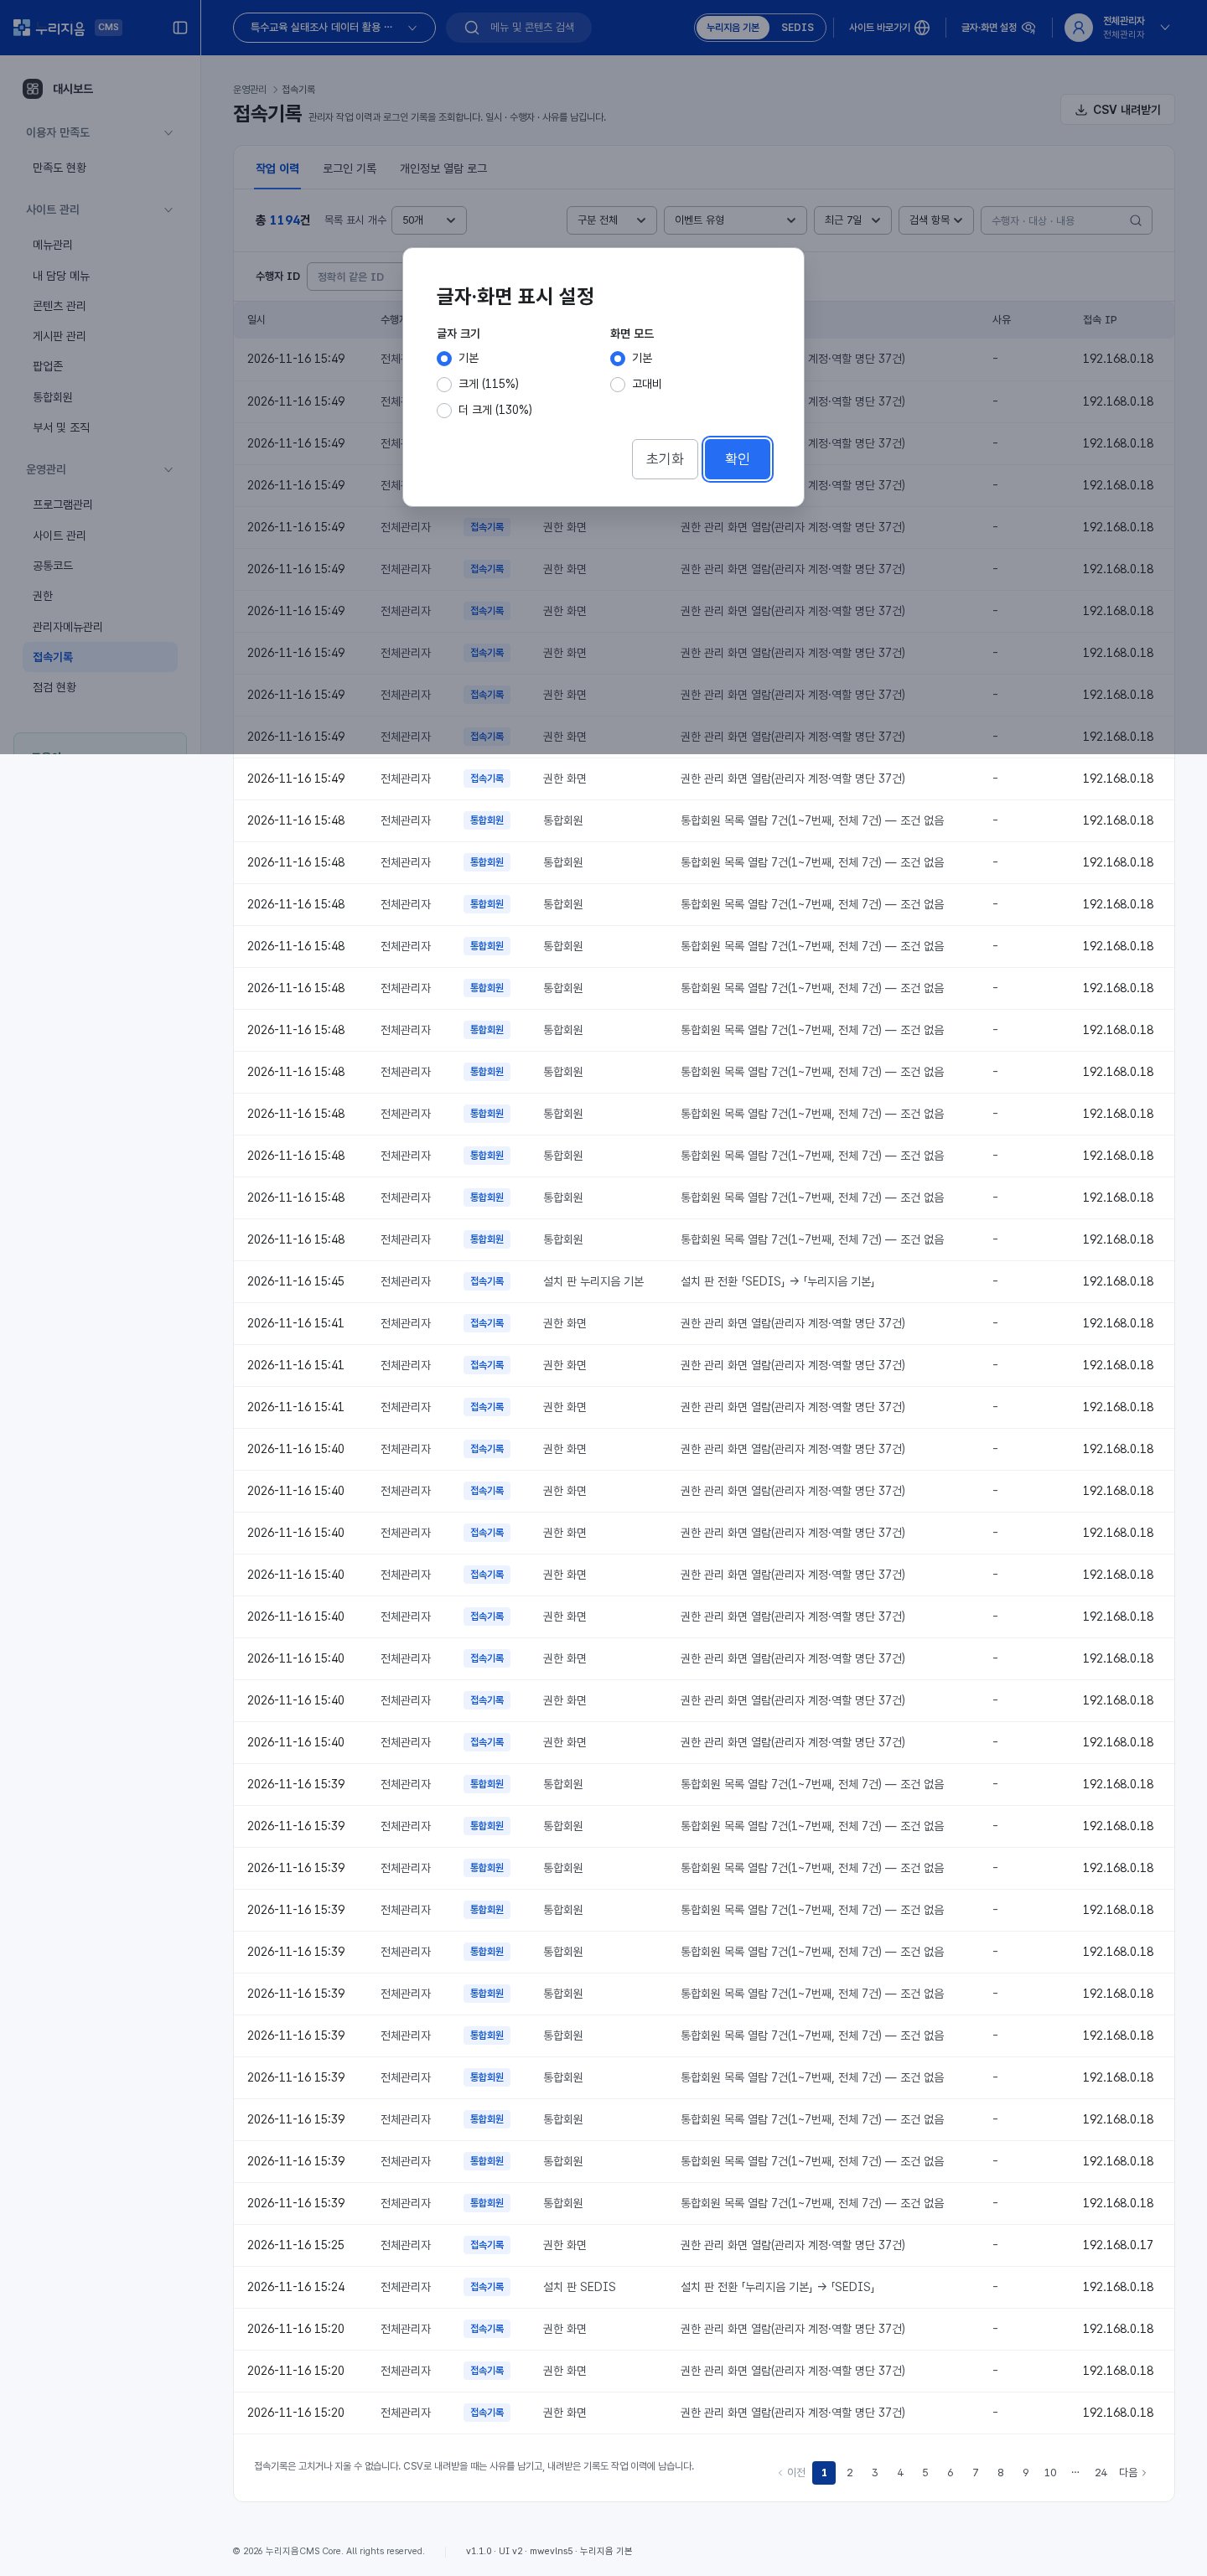 누리지음 CMS
특수교육 실태조사 데이터 활용 ···
메뉴 및 콘텐츠 검색
누리지음 기본 SEDIS
사이트 바로가기
글자·화면 설정
전체관리자
전체관리자
대시보드
이용자 만족도
만족도 현황
사이트 관리
메뉴관리
내 담당 메뉴
콘텐츠 관리
게시판 관리
팝업존
통합회원
부서 및 조직
운영관리
프로그램관리
사이트 관리
공통코드
권한
관리자메뉴관리
접속기록
점검 현황
운영관리 > 접속기록
접속기록 관리자 작업 이력과 로그인 기록을 조회합니다. 일시 · 수행자 · 사유를 남깁니다.
CSV 내려받기
작업 이력 로그인 기록 개인정보 열람 로그
총 1194건 목록 표시 개수 50개 구분 전체 이벤트 유형 최근 7일 검색 항목 수행자 · 대상 · 내용
수행자 ID 정확히 같은 ID
글자·화면 표시 설정
글자 크기
기본
크게 (115%)
더 크게 (130%)
화면 모드
기본
고대비
초기화 확인
일시 사유 접속 IP
2026-11-16 15:49 계정·역할 명단 37건) - 192.168.0.18
2026-11-16 15:49 계정·역할 명단 37건) - 192.168.0.18
2026-11-16 15:49 계정·역할 명단 37건) - 192.168.0.18
2026-11-16 15:49 계정·역할 명단 37건) - 192.168.0.18
2026-11-16 15:49 전체관리자 접속기록 권한 화면 권한 관리 화면 열람(관리자 계정·역할 명단 37건) - 192.168.0.18
2026-11-16 15:49 전체관리자 접속기록 권한 화면 권한 관리 화면 열람(관리자 계정·역할 명단 37건) - 192.168.0.18
2026-11-16 15:49 전체관리자 접속기록 권한 화면 권한 관리 화면 열람(관리자 계정·역할 명단 37건) - 192.168.0.18
2026-11-16 15:49 전체관리자 접속기록 권한 화면 권한 관리 화면 열람(관리자 계정·역할 명단 37건) - 192.168.0.18
2026-11-16 15:49 전체관리자 접속기록 권한 화면 권한 관리 화면 열람(관리자 계정·역할 명단 37건) - 192.168.0.18
2026-11-16 15:49 전체관리자 접속기록 권한 화면 권한 관리 화면 열람(관리자 계정·역할 명단 37건) - 192.168.0.18
2026-11-16 15:49 전체관리자 접속기록 권한 화면 권한 관리 화면 열람(관리자 계정·역할 명단 37건) - 192.168.0.18
2026-11-16 15:48 전체관리자 통합회원 통합회원 통합회원 목록 열람 7건(1~7번째, 전체 7건) — 조건 없음 - 192.168.0.18
2026-11-16 15:48 전체관리자 통합회원 통합회원 통합회원 목록 열람 7건(1~7번째, 전체 7건) — 조건 없음 - 192.168.0.18
2026-11-16 15:48 전체관리자 통합회원 통합회원 통합회원 목록 열람 7건(1~7번째, 전체 7건) — 조건 없음 - 192.168.0.18
2026-11-16 15:48 전체관리자 통합회원 통합회원 통합회원 목록 열람 7건(1~7번째, 전체 7건) — 조건 없음 - 192.168.0.18
2026-11-16 15:48 전체관리자 통합회원 통합회원 통합회원 목록 열람 7건(1~7번째, 전체 7건) — 조건 없음 - 192.168.0.18
2026-11-16 15:48 전체관리자 통합회원 통합회원 통합회원 목록 열람 7건(1~7번째, 전체 7건) — 조건 없음 - 192.168.0.18
2026-11-16 15:48 전체관리자 통합회원 통합회원 통합회원 목록 열람 7건(1~7번째, 전체 7건) — 조건 없음 - 192.168.0.18
2026-11-16 15:48 전체관리자 통합회원 통합회원 통합회원 목록 열람 7건(1~7번째, 전체 7건) — 조건 없음 - 192.168.0.18
2026-11-16 15:48 전체관리자 통합회원 통합회원 통합회원 목록 열람 7건(1~7번째, 전체 7건) — 조건 없음 - 192.168.0.18
2026-11-16 15:48 전체관리자 통합회원 통합회원 통합회원 목록 열람 7건(1~7번째, 전체 7건) — 조건 없음 - 192.168.0.18
2026-11-16 15:48 전체관리자 통합회원 통합회원 통합회원 목록 열람 7건(1~7번째, 전체 7건) — 조건 없음 - 192.168.0.18
2026-11-16 15:45 전체관리자 접속기록 설치 판 누리지음 기본 설치 판 전환 「SEDIS」 → 「누리지음 기본」 - 192.168.0.18
2026-11-16 15:41 전체관리자 접속기록 권한 화면 권한 관리 화면 열람(관리자 계정·역할 명단 37건) - 192.168.0.18
2026-11-16 15:41 전체관리자 접속기록 권한 화면 권한 관리 화면 열람(관리자 계정·역할 명단 37건) - 192.168.0.18
2026-11-16 15:41 전체관리자 접속기록 권한 화면 권한 관리 화면 열람(관리자 계정·역할 명단 37건) - 192.168.0.18
2026-11-16 15:40 전체관리자 접속기록 권한 화면 권한 관리 화면 열람(관리자 계정·역할 명단 37건) - 192.168.0.18
2026-11-16 15:40 전체관리자 접속기록 권한 화면 권한 관리 화면 열람(관리자 계정·역할 명단 37건) - 192.168.0.18
2026-11-16 15:40 전체관리자 접속기록 권한 화면 권한 관리 화면 열람(관리자 계정·역할 명단 37건) - 192.168.0.18
2026-11-16 15:40 전체관리자 접속기록 권한 화면 권한 관리 화면 열람(관리자 계정·역할 명단 37건) - 192.168.0.18
2026-11-16 15:40 전체관리자 접속기록 권한 화면 권한 관리 화면 열람(관리자 계정·역할 명단 37건) - 192.168.0.18
2026-11-16 15:40 전체관리자 접속기록 권한 화면 권한 관리 화면 열람(관리자 계정·역할 명단 37건) - 192.168.0.18
2026-11-16 15:40 전체관리자 접속기록 권한 화면 권한 관리 화면 열람(관리자 계정·역할 명단 37건) - 192.168.0.18
2026-11-16 15:40 전체관리자 접속기록 권한 화면 권한 관리 화면 열람(관리자 계정·역할 명단 37건) - 192.168.0.18
2026-11-16 15:39 전체관리자 통합회원 통합회원 통합회원 목록 열람 7건(1~7번째, 전체 7건) — 조건 없음 - 192.168.0.18
2026-11-16 15:39 전체관리자 통합회원 통합회원 통합회원 목록 열람 7건(1~7번째, 전체 7건) — 조건 없음 - 192.168.0.18
2026-11-16 15:39 전체관리자 통합회원 통합회원 통합회원 목록 열람 7건(1~7번째, 전체 7건) — 조건 없음 - 192.168.0.18
2026-11-16 15:39 전체관리자 통합회원 통합회원 통합회원 목록 열람 7건(1~7번째, 전체 7건) — 조건 없음 - 192.168.0.18
2026-11-16 15:39 전체관리자 통합회원 통합회원 통합회원 목록 열람 7건(1~7번째, 전체 7건) — 조건 없음 - 192.168.0.18
2026-11-16 15:39 전체관리자 통합회원 통합회원 통합회원 목록 열람 7건(1~7번째, 전체 7건) — 조건 없음 - 192.168.0.18
2026-11-16 15:39 전체관리자 통합회원 통합회원 통합회원 목록 열람 7건(1~7번째, 전체 7건) — 조건 없음 - 192.168.0.18
2026-11-16 15:39 전체관리자 통합회원 통합회원 통합회원 목록 열람 7건(1~7번째, 전체 7건) — 조건 없음 - 192.168.0.18
2026-11-16 15:39 전체관리자 통합회원 통합회원 통합회원 목록 열람 7건(1~7번째, 전체 7건) — 조건 없음 - 192.168.0.18
2026-11-16 15:39 전체관리자 통합회원 통합회원 통합회원 목록 열람 7건(1~7번째, 전체 7건) — 조건 없음 - 192.168.0.18
2026-11-16 15:39 전체관리자 통합회원 통합회원 통합회원 목록 열람 7건(1~7번째, 전체 7건) — 조건 없음 - 192.168.0.18
2026-11-16 15:25 전체관리자 접속기록 권한 화면 권한 관리 화면 열람(관리자 계정·역할 명단 37건) - 192.168.0.17
2026-11-16 15:24 전체관리자 접속기록 설치 판 SEDIS 설치 판 전환 「누리지음 기본」 → 「SEDIS」 - 192.168.0.18
2026-11-16 15:20 전체관리자 접속기록 권한 화면 권한 관리 화면 열람(관리자 계정·역할 명단 37건) - 192.168.0.18
2026-11-16 15:20 전체관리자 접속기록 권한 화면 권한 관리 화면 열람(관리자 계정·역할 명단 37건) - 192.168.0.18
2026-11-16 15:20 전체관리자 접속기록 권한 화면 권한 관리 화면 열람(관리자 계정·역할 명단 37건) - 192.168.0.18
접속기록은 고치거나 지울 수 없습니다. CSV로 내려받을 때는 사유를 남기고, 내려받은 기록도 작업 이력에 남습니다.
‹ 이전 1 2 3 4 5 6 7 8 9 10 ··· 24 다음 ›
© 2026 누리지음CMS Core. All rights reserved. v1.1.0 · UI v2 · mwevlns5 · 누리지음 기본